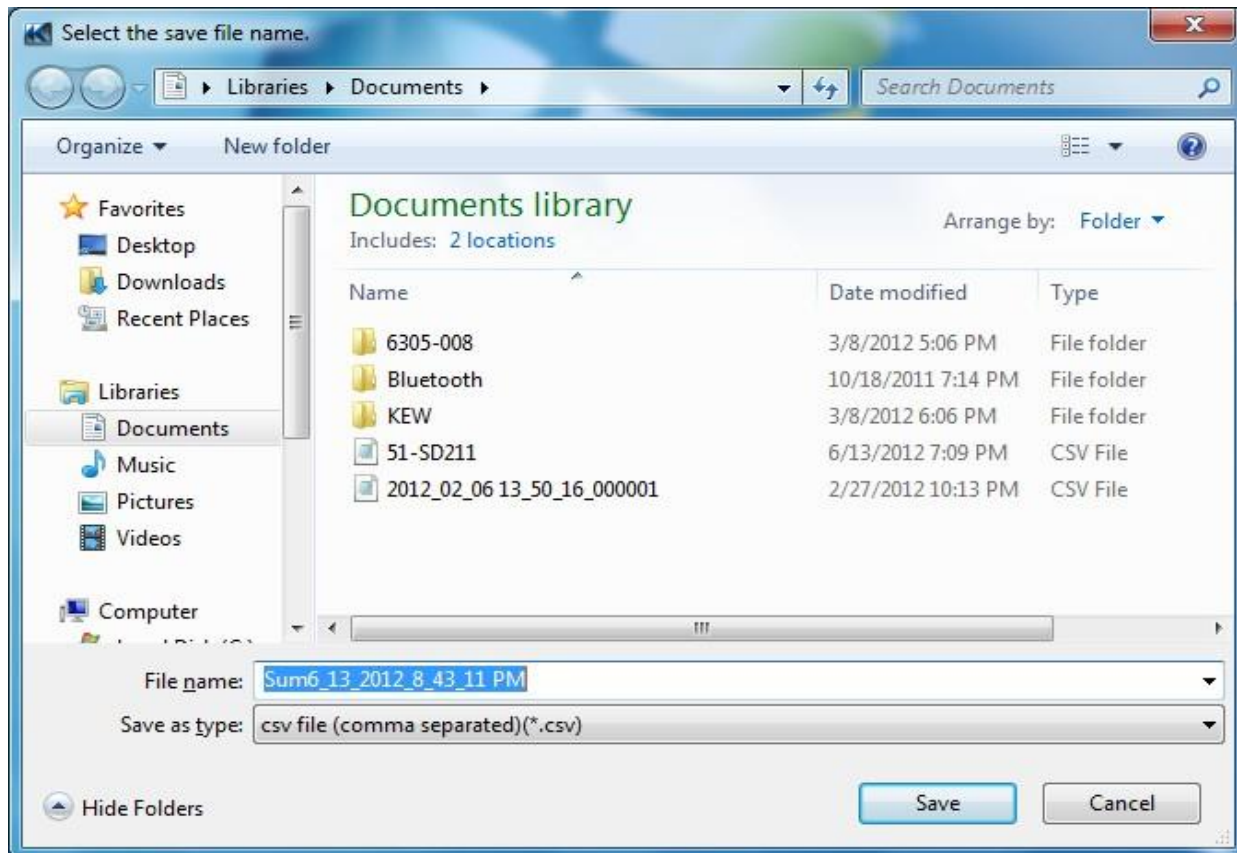 Select the save file name.
Libraries Documents Search Documents
Organize New folder
Favorites
Desktop
Downloads
Recent Places
Libraries
Documents
Music
Pictures
Videos
Computer
Documents library
Includes: 2 locations
Arrange by: Folder
Name Date modified Type
6305-008 3/8/2012 5:06 PM File folder
Bluetooth 10/18/2011 7:14 PM File folder
KEW 3/8/2012 6:06 PM File folder
51-SD211 6/13/2012 7:09 PM CSV File
2012_02_06 13_50_16_000001 2/27/2012 10:13 PM CSV File
File name: Sum6_13_2012_8_43_11 PM
Save as type: csv file (comma separated)(*.csv)
Hide Folders Save Cancel